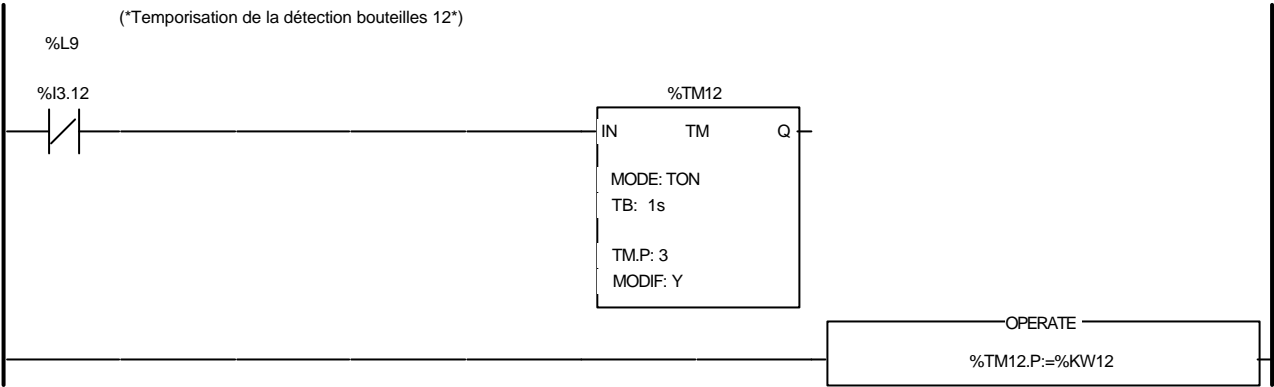 (*Temporisation de la détection bouteilles 12*)
%L9
%I3.12
%TM12
IN TM Q
MODE: TON
TB: 1s
TM.P: 3
MODIF: Y
OPERATE
%TM12.P:=%KW12